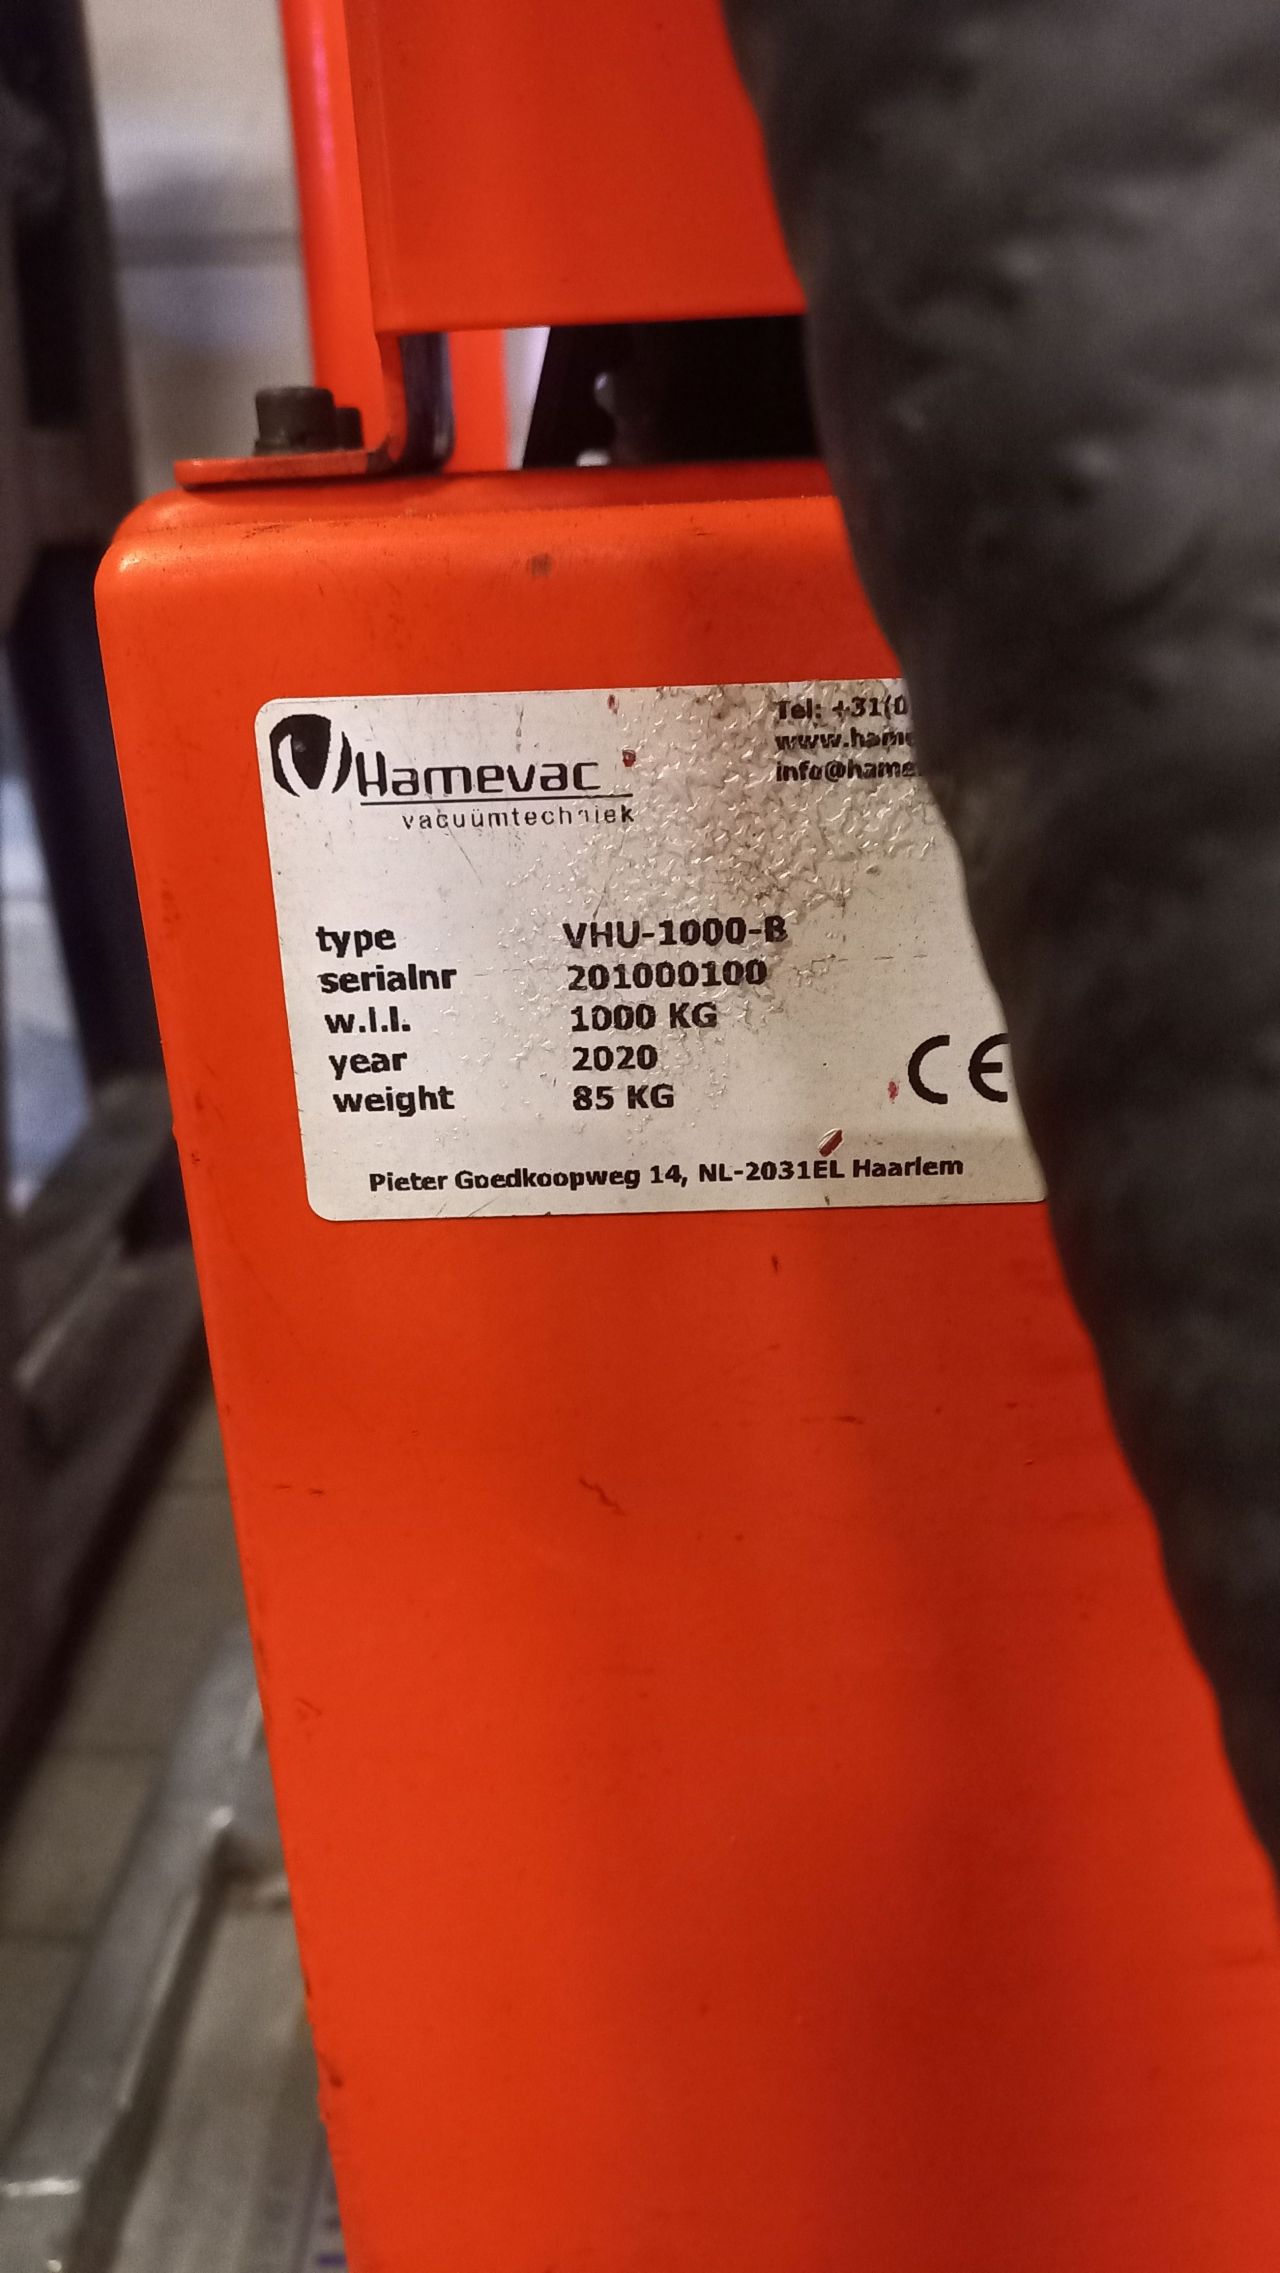 Hamevac
vacuümtechniek
Tel: +31(0
www.hame
info@hame
type VHU-1000-B
serialnr 201000100
w.l.l. 1000 KG
year 2020
weight 85 KG
CE
Pieter Goedkoopweg 14, NL-2031EL Haarlem